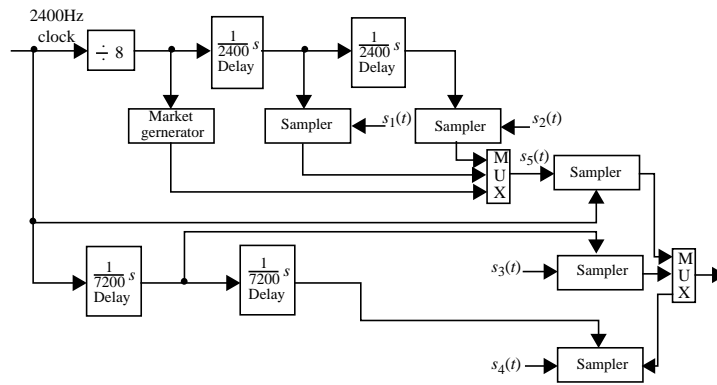 2400Hz
clock
÷ 8
1/2400 s
Delay
1/2400 s
Delay
Market
gernerator
Sampler
s₁(t)
Sampler
s₂(t)
M
U
X
s₅(t)
Sampler
1/7200 s
Delay
1/7200 s
Delay
s₃(t)
Sampler
M
U
X
s₄(t)
Sampler